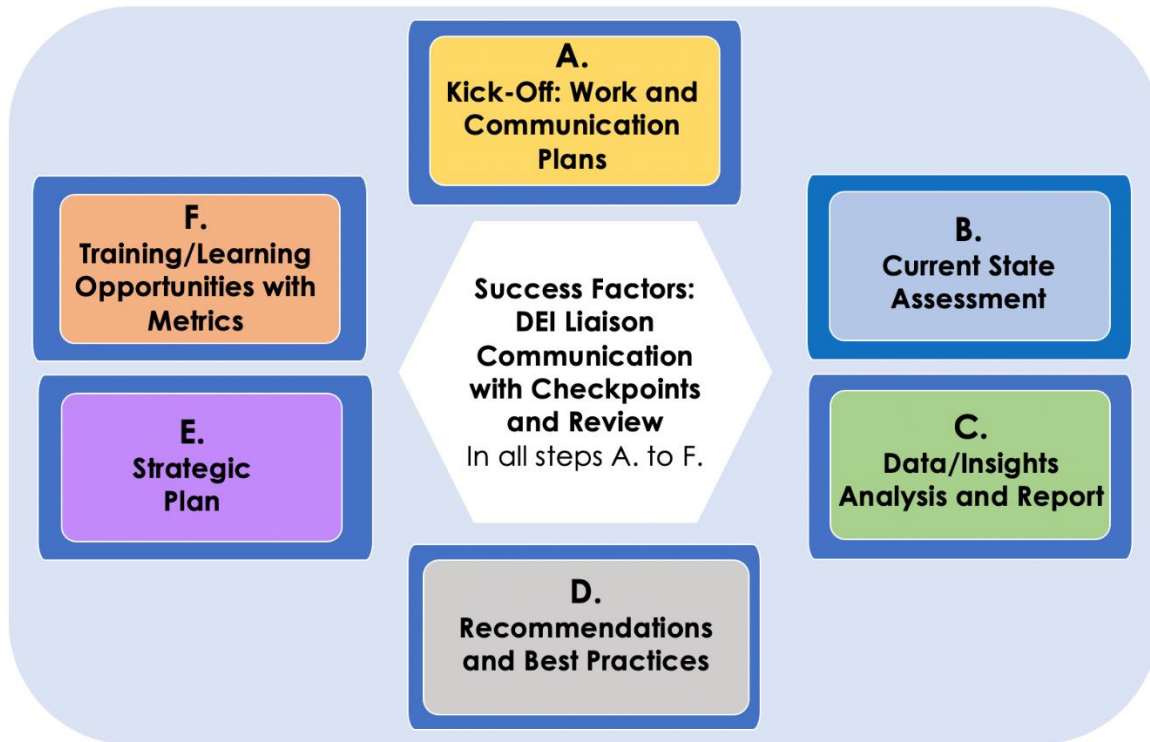 A.
Kick-Off: Work and
Communication
Plans
B.
Current State
Assessment
C.
Data/Insights
Analysis and Report
D.
Recommendations
and Best Practices
E.
Strategic
Plan
F.
Training/Learning
Opportunities with
Metrics
Success Factors:
DEI Liaison
Communication
with Checkpoints
and Review
In all steps A. to F.